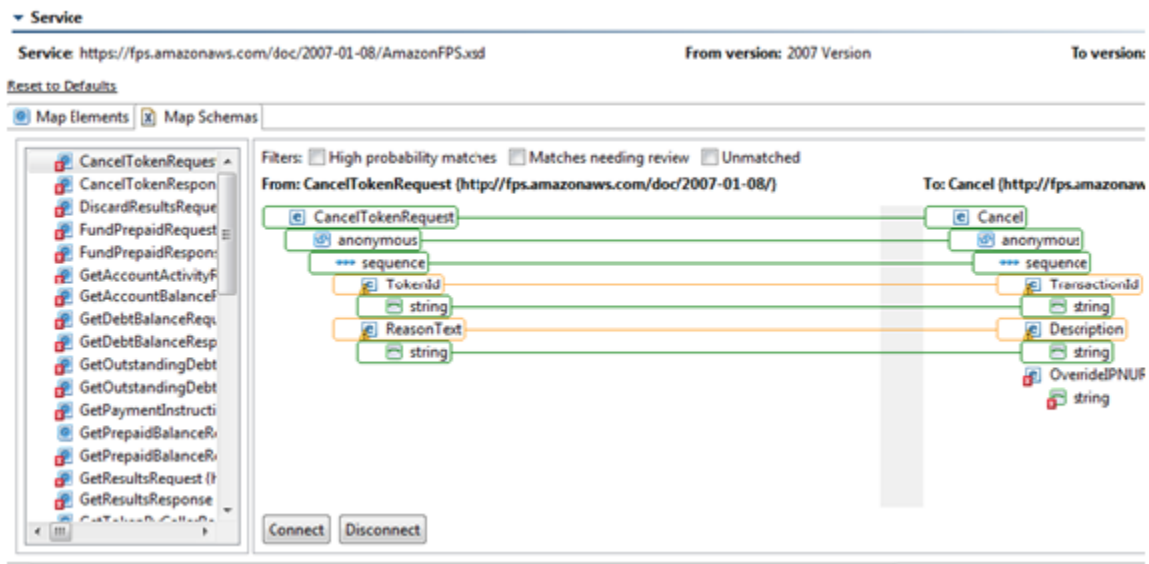 Service
Service: https://fps.amazonaws.com/doc/2007-01-08/AmazonFPS.xsd From version: 2007 Version To version:
Reset to Defaults
Map Elements Map Schemas
CancelTokenReques
CancelTokenRespon
DiscardResultsReque
FundPrepaidRequest
FundPrepaidRespon
GetAccountActivityR
GetAccountBalanceR
GetDebtBalanceRequ
GetDebtBalanceResp
GetOutstandingDebt
GetOutstandingDebt
GetPaymentInstructi
GetPrepaidBalanceR
GetPrepaidBalanceR
GetResultsRequest (h
GetResultsResponse
Filters: High probability matches Matches needing review Unmatched
From: CancelTokenRequest (http://fps.amazonaws.com/doc/2007-01-08/) To: Cancel (http://fps.amazonaw
CancelTokenRequest Cancel
anonymous anonymous
sequence sequence
TokenId TransactionId
string string
ReasonText Description
string string
OverrideIPNUR
string
Connect Disconnect